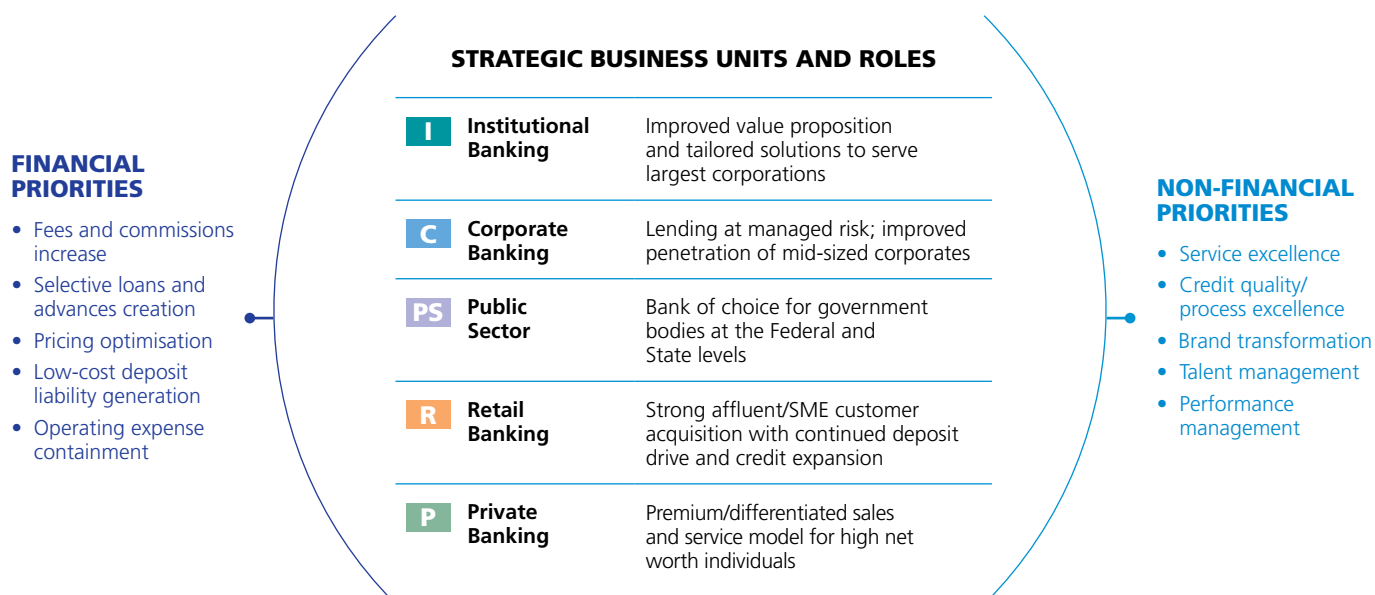 STRATEGIC BUSINESS UNITS AND ROLES
FINANCIAL
PRIORITIES
• Fees and commissions
increase
• Selective loans and
advances creation
• Pricing optimisation
• Low-cost deposit
liability generation
• Operating expense
containment
I
Institutional
Banking
Improved value proposition
and tailored solutions to serve
largest corporations
C
Corporate
Banking
Lending at managed risk; improved
penetration of mid-sized corporates
PS
Public
Sector
Bank of choice for government
bodies at the Federal and
State levels
R
Retail
Banking
Strong affluent/SME customer
acquisition with continued deposit
drive and credit expansion
P
Private
Banking
Premium/differentiated sales
and service model for high net
worth individuals
NON-FINANCIAL
PRIORITIES
• Service excellence
• Credit quality/
process excellence
• Brand transformation
• Talent management
• Performance
management